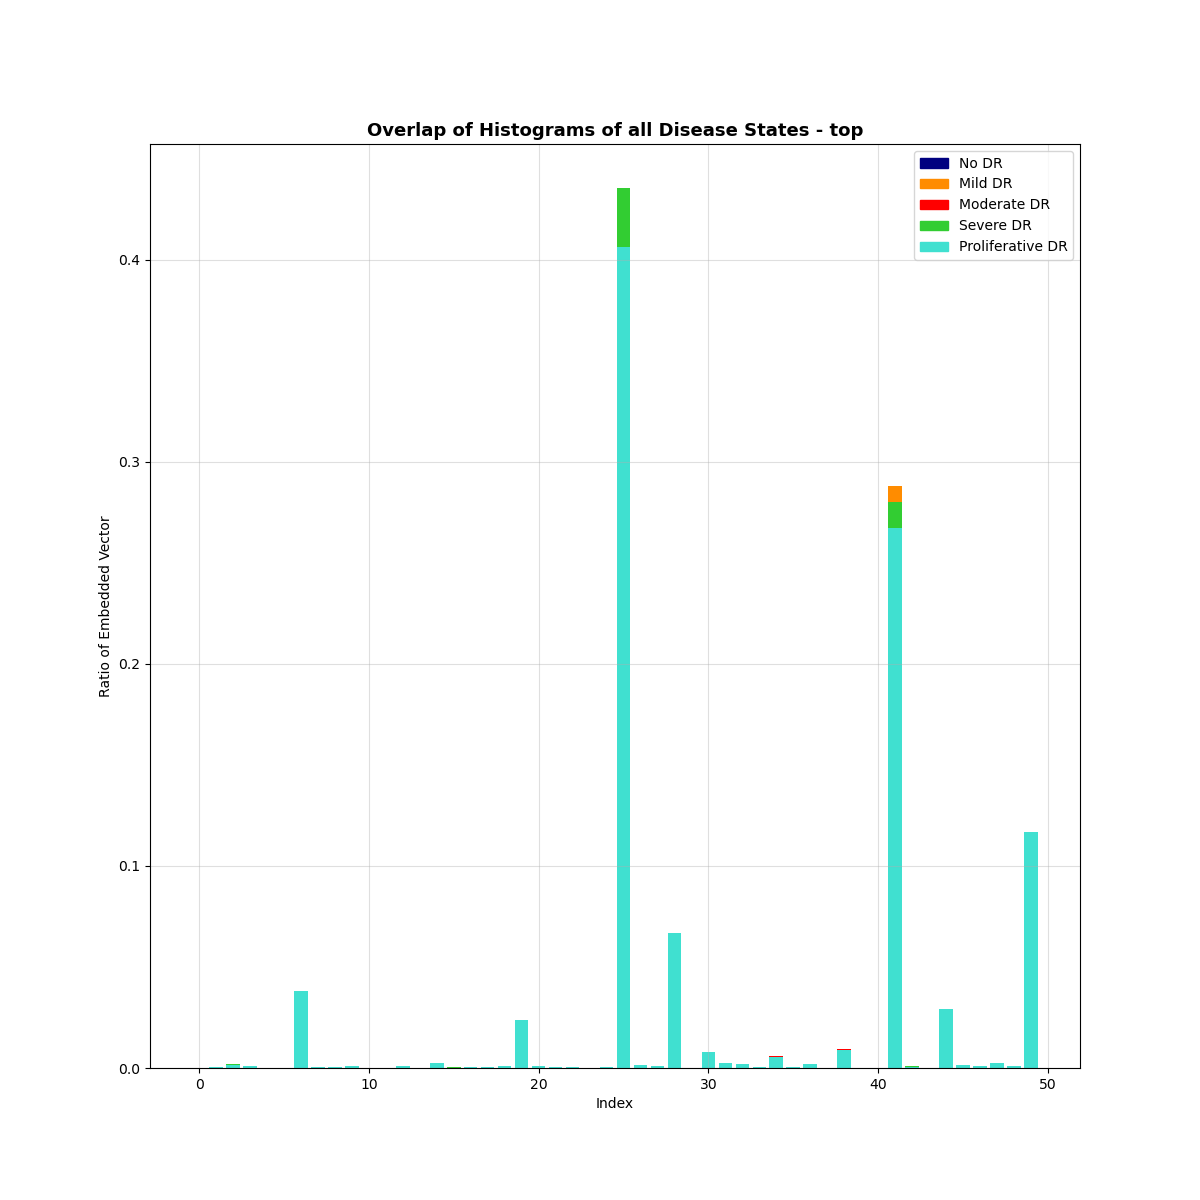 Overlap of Histograms of all Disease States - top
No DR
Mild DR
Moderate DR
Severe DR
Proliferative DR
Ratio of Embedded Vector
0.4
0.3
0.2
0.1
0.0
0 10 20 30 40 50
Index